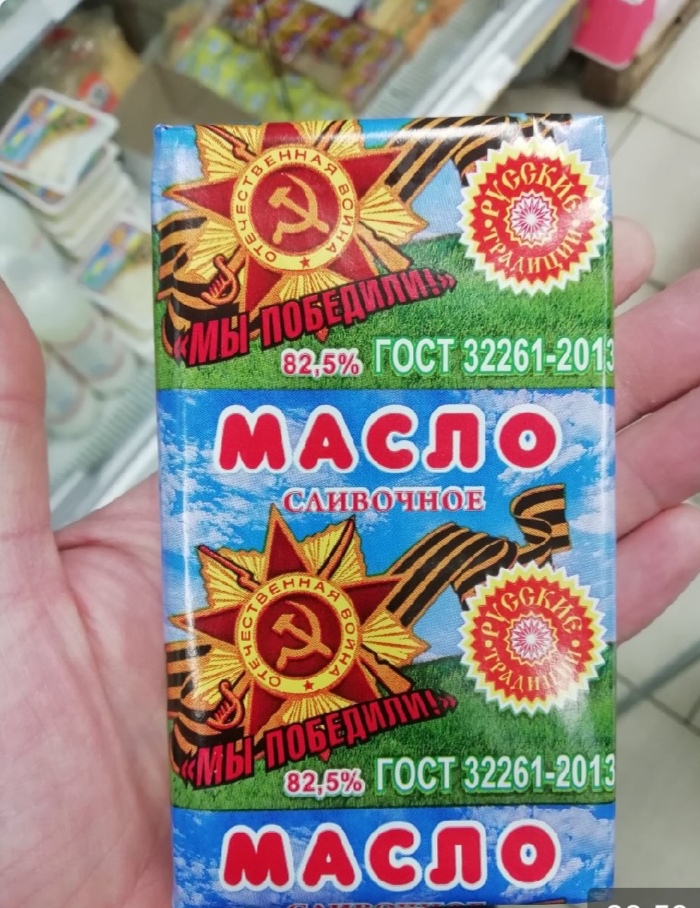 ОТЕЧЕСТВЕННАЯ ВОЙНА
РУССКИЕ
ТРАДИЦИИ
«МЫ ПОБЕДИЛИ!»
82,5% ГОСТ 32261-2013
МАСЛО
СЛИВОЧНОЕ
ОТЕЧЕСТВЕННАЯ ВОЙНА
РУССКИЕ
ТРАДИЦИИ
«МЫ ПОБЕДИЛИ!»
82,5% ГОСТ 32261-2013
МАСЛО